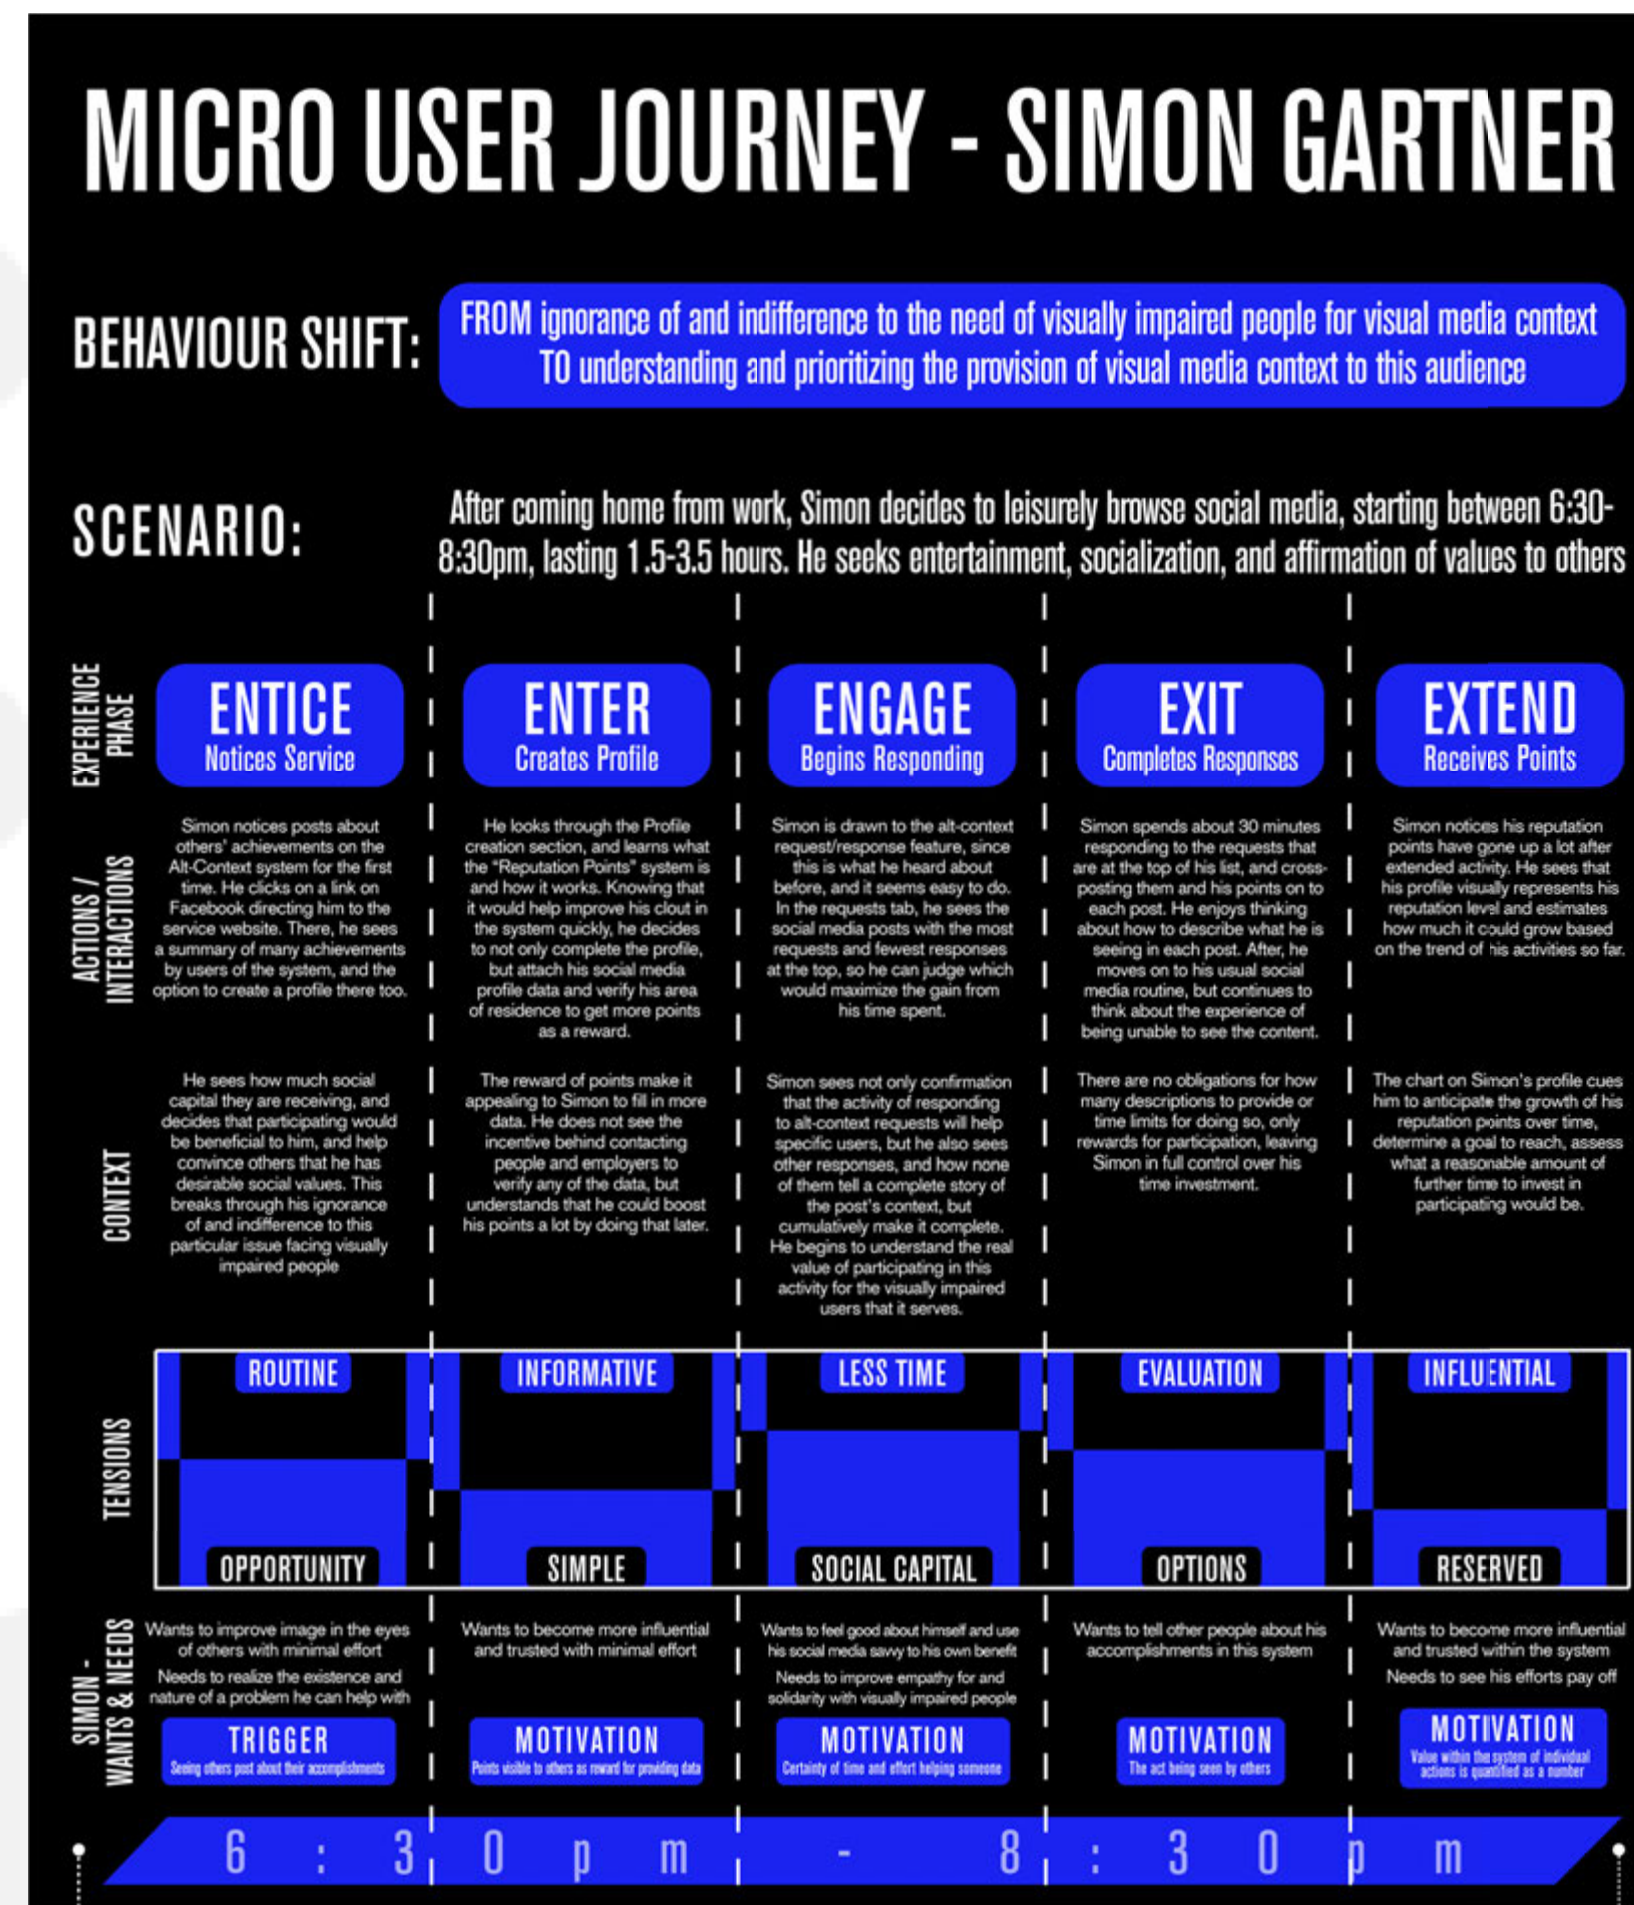 MICRO USER JOURNEY - SIMON GARTNER
BEHAVIOUR SHIFT:
FROM ignorance of and indifference to the need of visually impaired people for visual media context
TO understanding and prioritizing the provision of visual media context to this audience
SCENARIO:
After coming home from work, Simon decides to leisurely browse social media, starting between 6:30-
8:30pm, lasting 1.5-3.5 hours. He seeks entertainment, socialization, and affirmation of values to others
EXPERIENCE
PHASE
ENTICE
Notices Service
ENTER
Creates Profile
ENGAGE
Begins Responding
EXIT
Completes Responses
EXTEND
Receives Points
ACTIONS /
INTERACTIONS
Simon notices posts about
others' achievements on the
Alt-Context system for the first
time. He clicks on a link on
Facebook directing him to the
service website. There, he sees
a summary of many achievements
by users of the system, and the
option to create a profile there too.
He looks through the Profile
creation section, and learns what
the "Reputation Points" system is
and how it works. Knowing that
it would help improve his clout in
the system quickly, he decides
to not only complete the profile,
but attach his social media
profile data and verify his area
of residence to get more points
as a reward.
Simon is drawn to the alt-context
request/response feature, since
this is what he heard about
before, and it seems easy to do.
In the requests tab, he sees the
social media posts with the most
requests and fewest responses
at the top, so he can judge which
would maximize the gain from
his time spent.
Simon spends about 30 minutes
responding to the requests that
are at the top of his list, and cross-
posting them and his points on to
each post. He enjoys thinking
about how to describe what he is
seeing in each post. After, he
moves on to his usual social
media routine, but continues to
think about the experience of
being unable to see the content.
Simon notices his reputation
points have gone up a lot after
extended activity. He sees that
his profile visually represents his
reputation level and estimates
how much it could grow based
on the trend of his activities so far.
CONTEXT
He sees how much social
capital they are receiving, and
decides that participating would
be beneficial to him, and help
convince others that he has
desirable social values. This
breaks through his ignorance
of and indifference to this
particular issue facing visually
impaired people
The reward of points make it
appealing to Simon to fill in more
data. He does not see the
incentive behind contacting
people and employers to
verify any of the data, but
understands that he could boost
his points a lot by doing that later.
Simon sees not only confirmation
that the activity of responding
to alt-context requests will help
specific users, but he also sees
other responses, and how none
of them tell a complete story of
the post's context, but
cumulatively make it complete.
He begins to understand the real
value of participating in this
activity for the visually impaired
users that it serves.
There are no obligations for how
many descriptions to provide or
time limits for doing so, only
rewards for participation, leaving
Simon in full control over his
time investment.
The chart on Simon's profile cues
him to anticipate the growth of his
reputation points over time,
determine a goal to reach, assess
what a reasonable amount of
further time to invest in
participating would be.
TENSIONS
ROUTINE
OPPORTUNITY
INFORMATIVE
SIMPLE
LESS TIME
SOCIAL CAPITAL
EVALUATION
OPTIONS
INFLUENTIAL
RESERVED
SIMON -
WANTS & NEEDS
Wants to improve image in the eyes
of others with minimal effort
Needs to realize the existence and
nature of a problem he can help with
TRIGGER
Seeing others post about their accomplishments
Wants to become more influential
and trusted with minimal effort
MOTIVATION
Points visible to others as reward for providing data
Wants to feel good about himself and use
his social media savvy to his own benefit
Needs to improve empathy for and
solidarity with visually impaired people
MOTIVATION
Certainty of time and effort helping someone
Wants to tell other people about his
accomplishments in this system
MOTIVATION
The act being seen by others
Wants to become more influential
and trusted within the system
Needs to see his efforts pay off
MOTIVATION
Value within the system of individual
actions is quantified as a number
6:30pm - 8:30pm